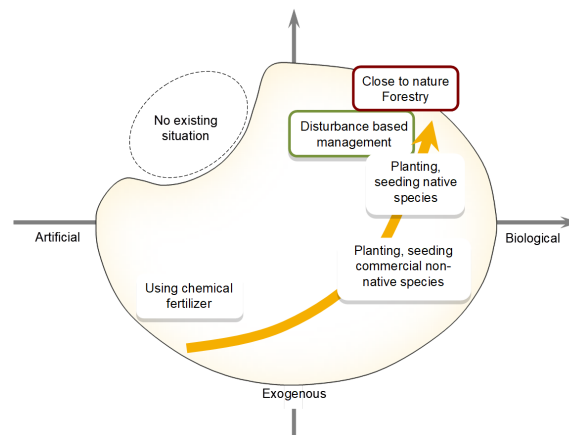 Close to nature
Forestry
No existing
situation
Disturbance based
management
Planting,
seeding native
species
Artificial
Biological
Planting, seeding
commercial non-
native species
Using chemical
fertilizer
Exogenous